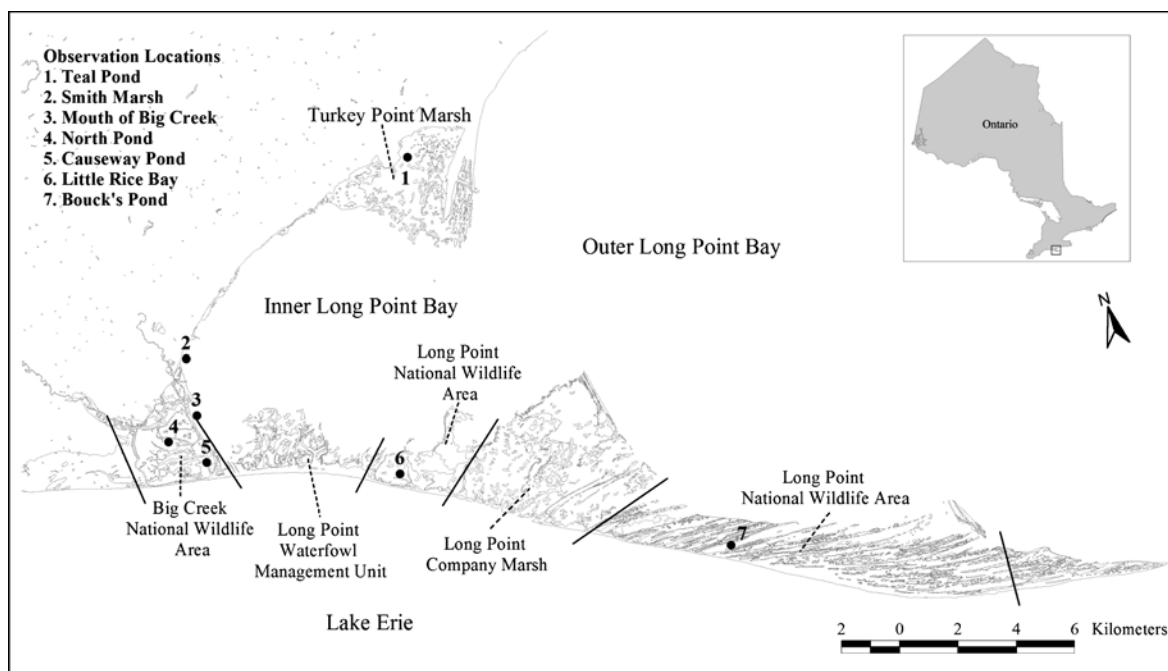 Observation Locations
1. Teal Pond
2. Smith Marsh
3. Mouth of Big Creek
4. North Pond
5. Causeway Pond
6. Little Rice Bay
7. Bouck's Pond
Turkey Point Marsh
1
Ontario
Outer Long Point Bay
Inner Long Point Bay
N
2
Long Point
National Wildlife
Area
3
4
5
6
Long Point
National Wildlife Area
7
Big Creek
National Wildlife
Area
Long Point
Waterfowl
Management Unit
Long Point
Company Marsh
Lake Erie
2 0 2 4 6 Kilometers